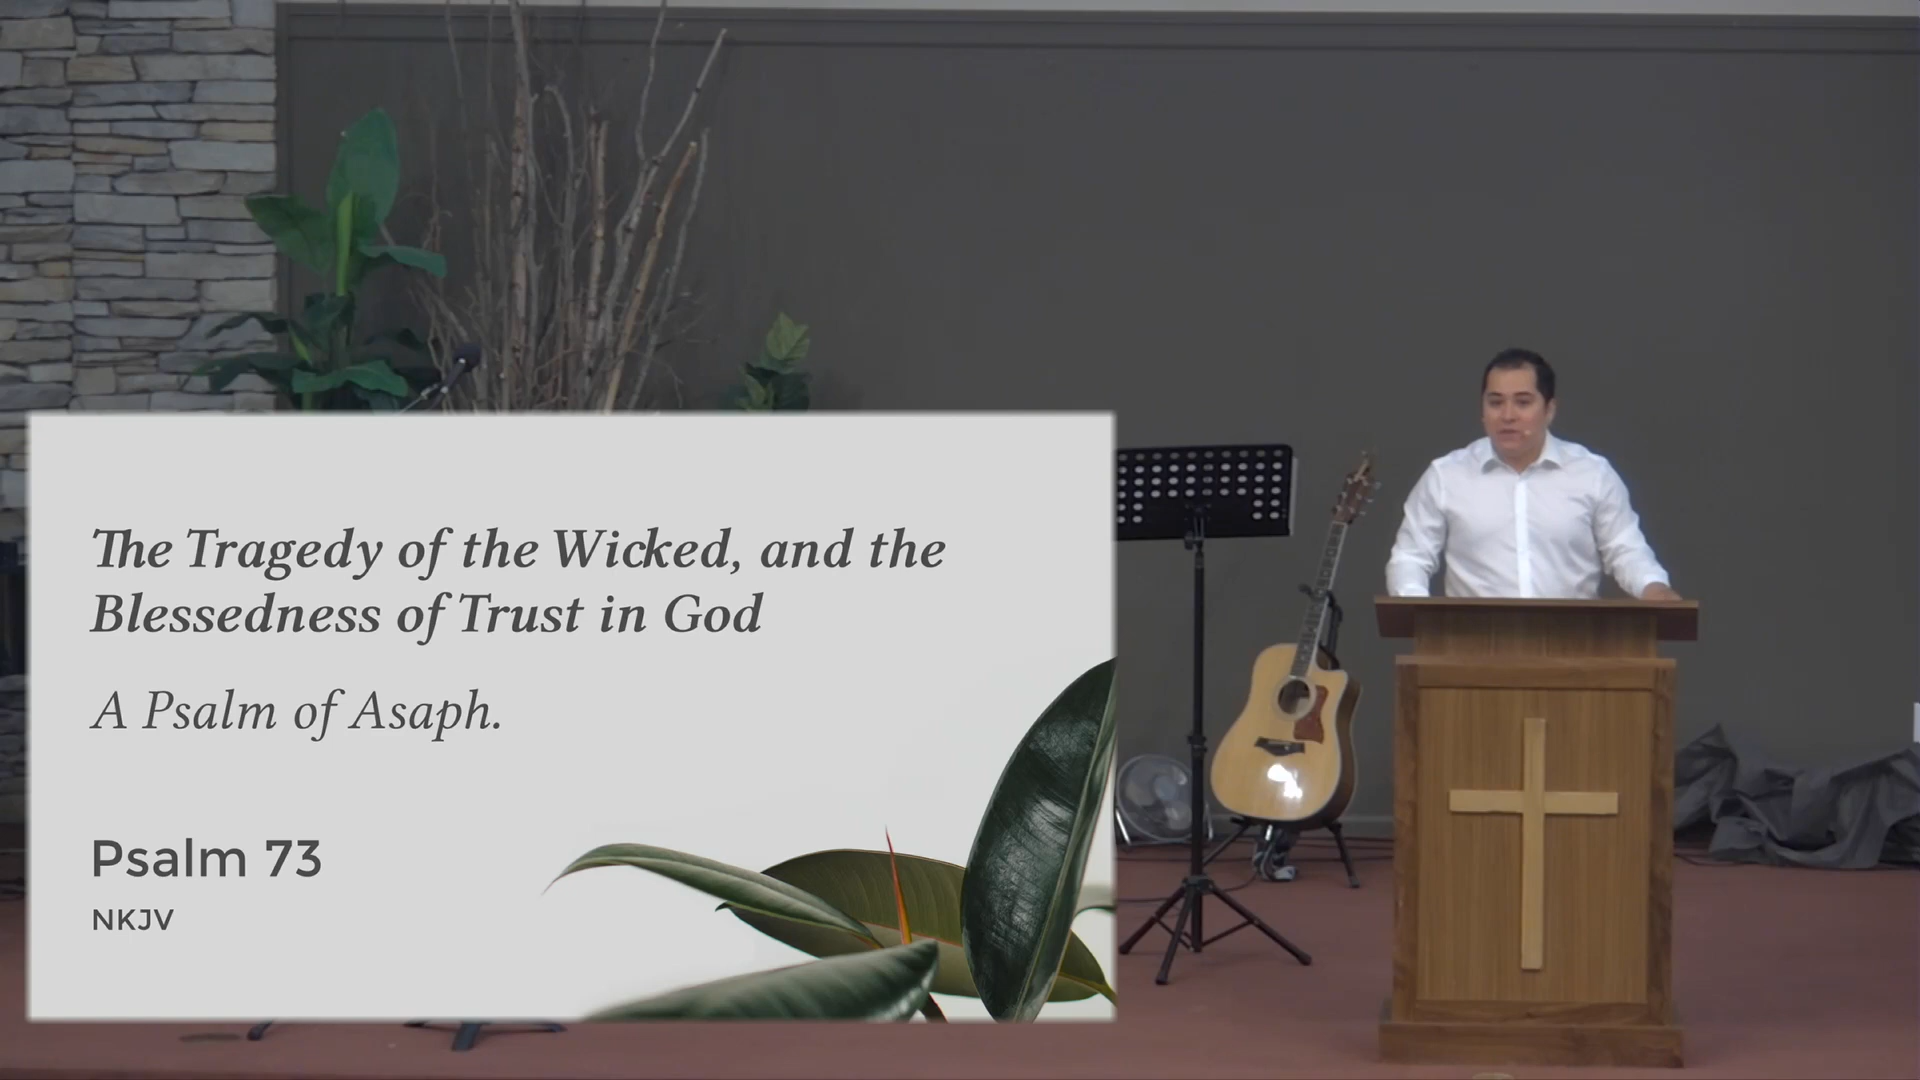 The Tragedy of the Wicked, and the
Blessedness of Trust in God
A Psalm of Asaph.
Psalm 73
NKJV